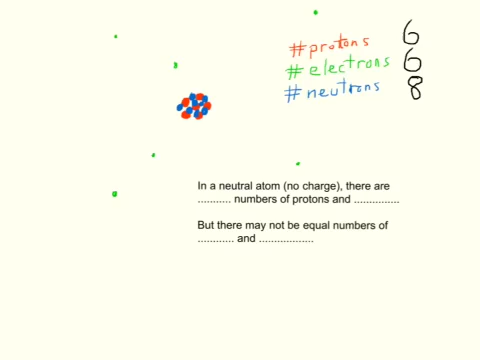 #protons 6
#electrons 6
#neutrons 8
In a neutral atom (no charge), there are
........... numbers of protons and ...............
But there may not be equal numbers of
............ and ..................